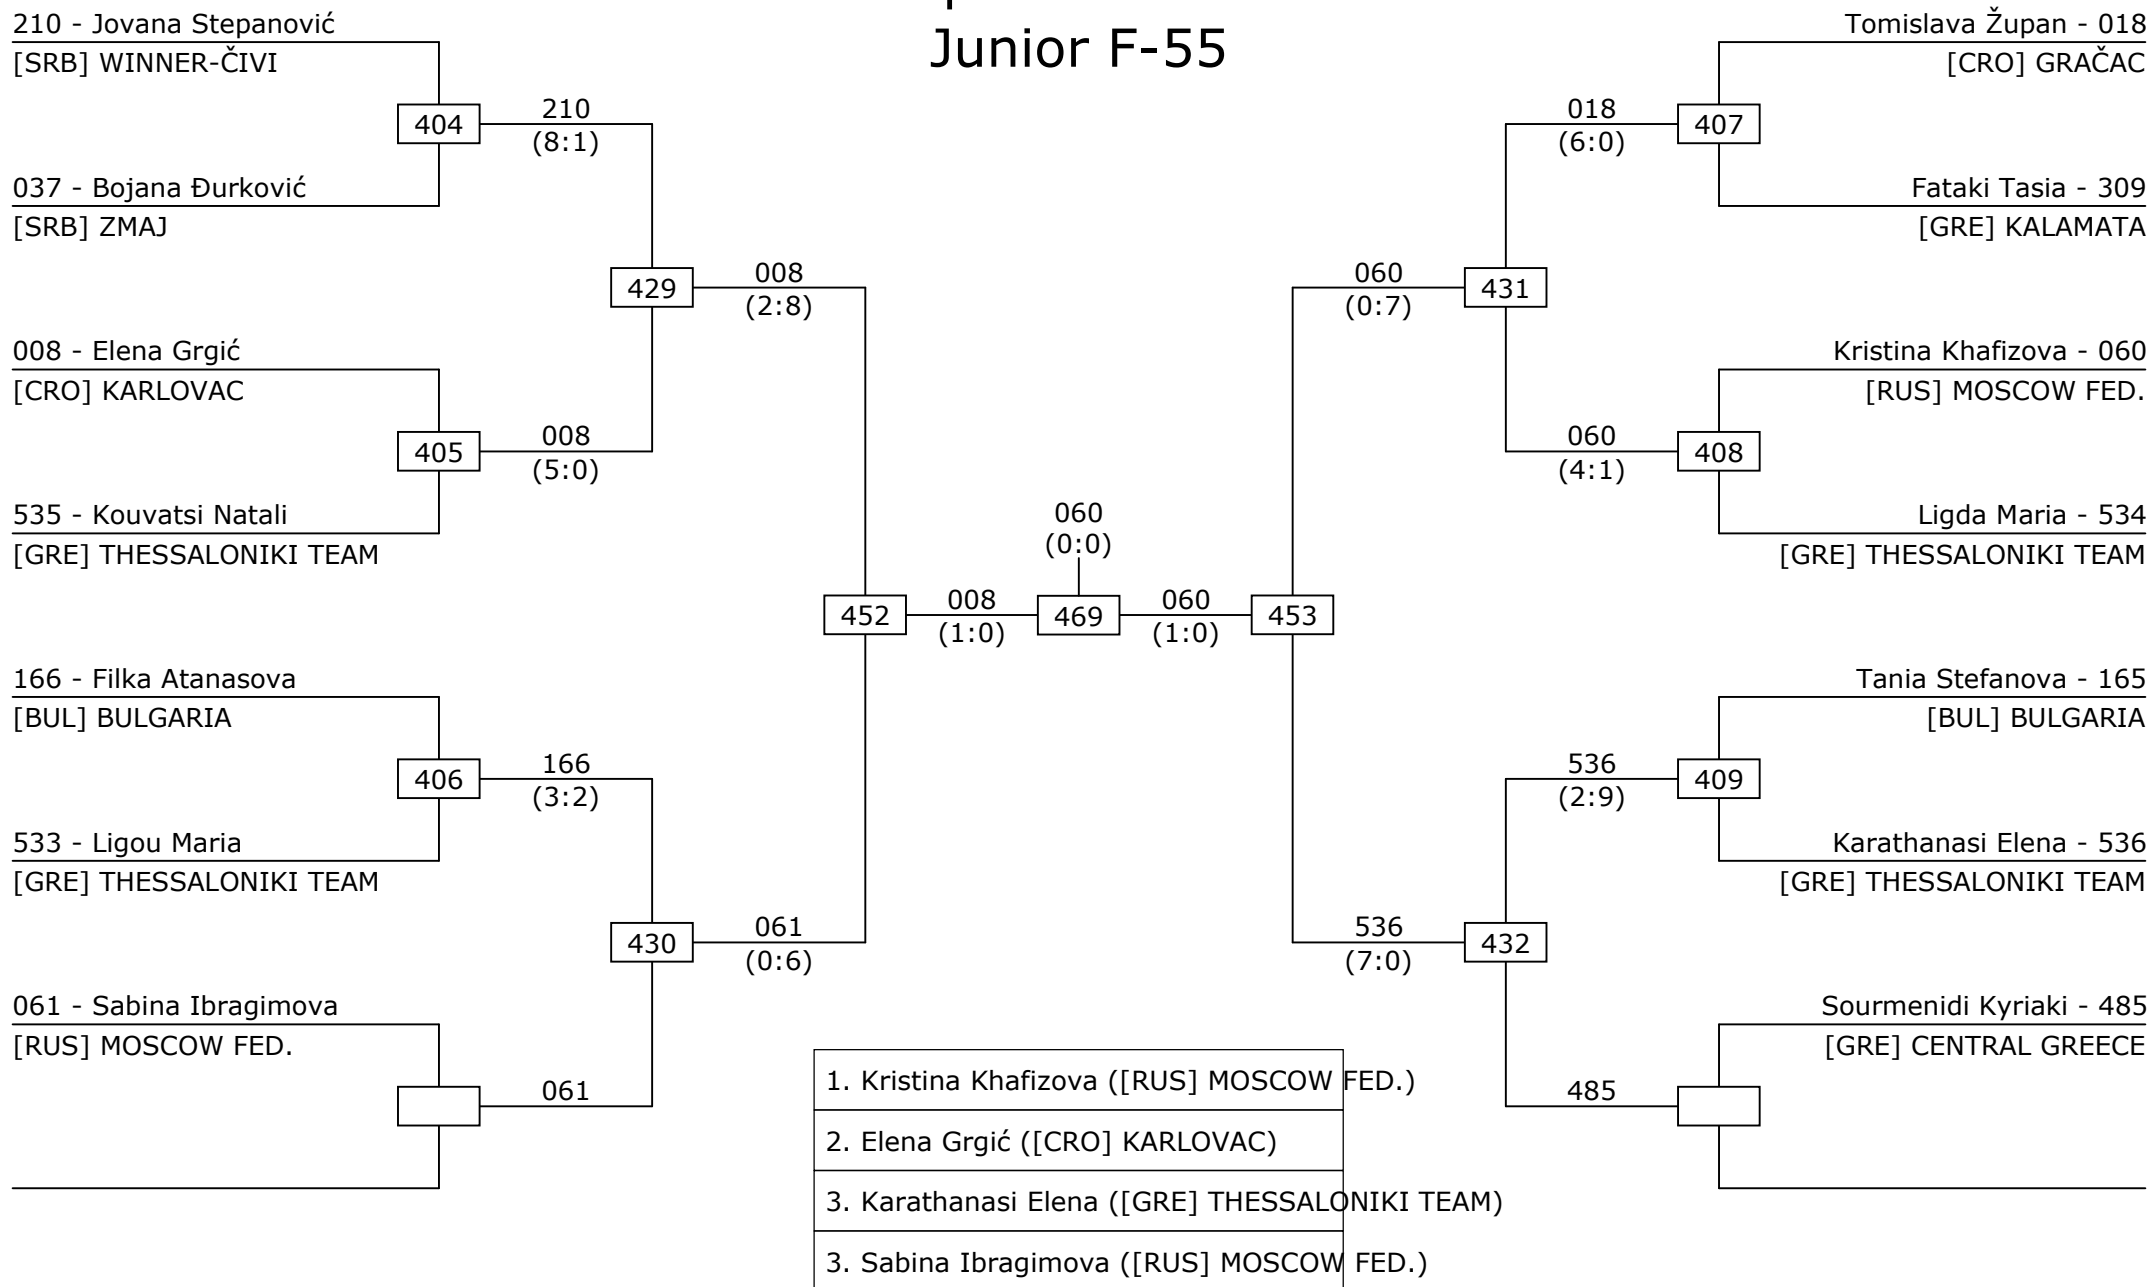 Junior F-55
210 - Jovana Stepanović
[SRB] WINNER-ČIVI
404
210
(8:1)
037 - Bojana Đurković
[SRB] ZMAJ
429
008
(2:8)
008 - Elena Grgić
[CRO] KARLOVAC
405
008
(5:0)
535 - Kouvatsi Natali
[GRE] THESSALONIKI TEAM
452
008
(1:0)
166 - Filka Atanasova
[BUL] BULGARIA
406
166
(3:2)
533 - Ligou Maria
[GRE] THESSALONIKI TEAM
430
061
(0:6)
061 - Sabina Ibragimova
[RUS] MOSCOW FED.
061
060
(0:0)
469
Tomislava Župan - 018
[CRO] GRAČAC
018
(6:0)
407
Fataki Tasia - 309
[GRE] KALAMATA
060
(0:7)
431
Kristina Khafizova - 060
[RUS] MOSCOW FED.
060
(4:1)
408
Ligda Maria - 534
[GRE] THESSALONIKI TEAM
060
(1:0)
453
Tania Stefanova - 165
[BUL] BULGARIA
536
(2:9)
409
Karathanasi Elena - 536
[GRE] THESSALONIKI TEAM
536
(7:0)
432
Sourmenidi Kyriaki - 485
[GRE] CENTRAL GREECE
485
1. Kristina Khafizova ([RUS] MOSCOW FED.)
2. Elena Grgić ([CRO] KARLOVAC)
3. Karathanasi Elena ([GRE] THESSALONIKI TEAM)
3. Sabina Ibragimova ([RUS] MOSCOW FED.)